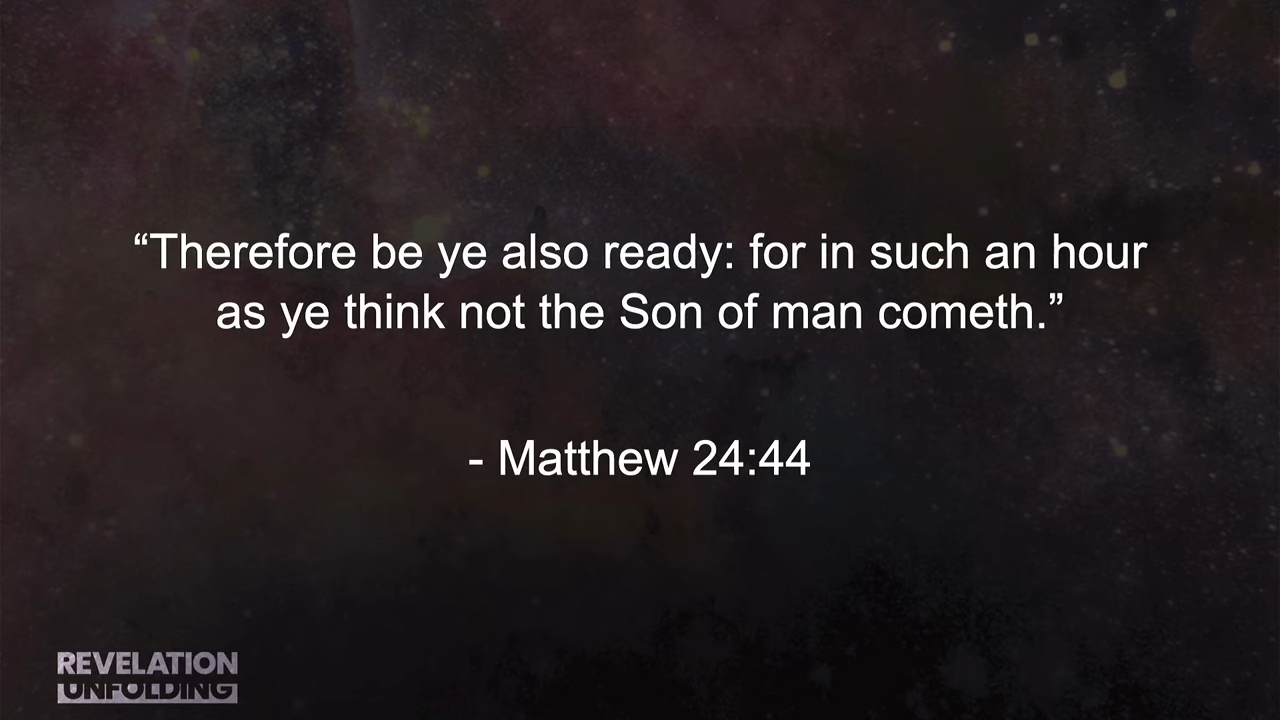 “Therefore be ye also ready: for in such an hour
as ye think not the Son of man cometh.”
- Matthew 24:44
REVELATION
UNFOLDING